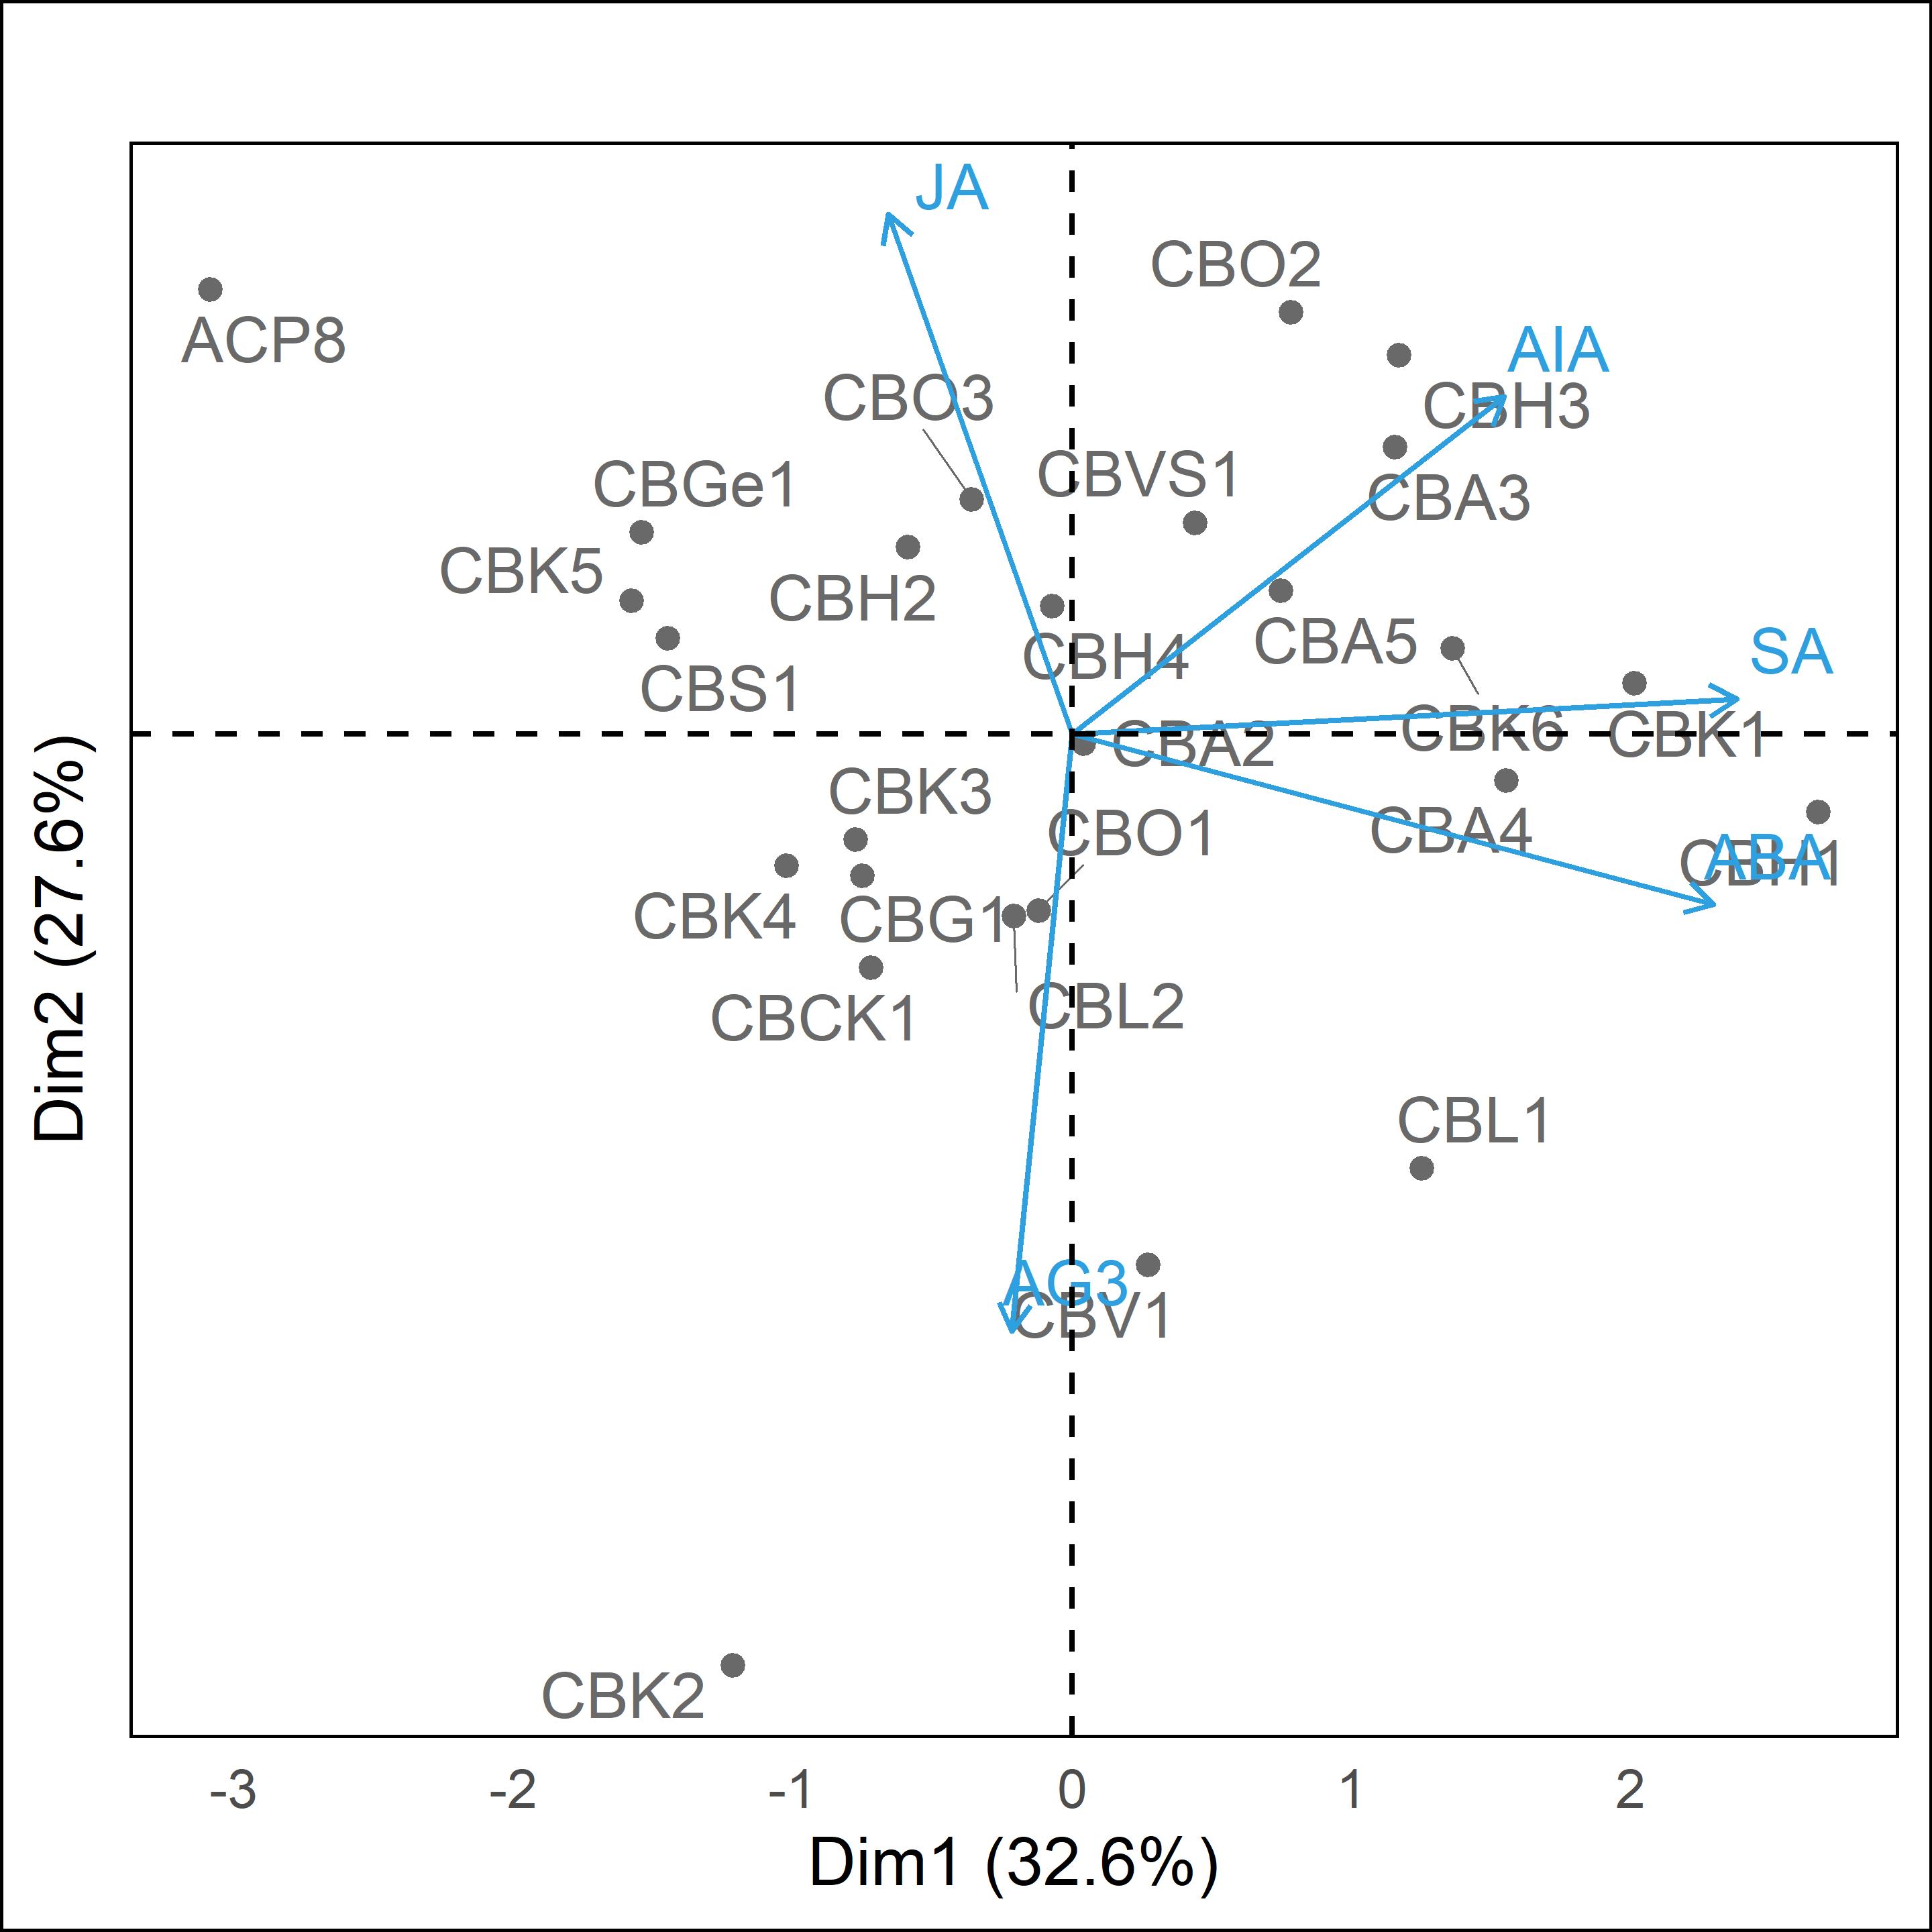 JA
CBO2
ACP8
AIA
CBO3
CBH3
CBGe1
CBVS1
CBA3
CBK5
CBH2
CBH4
CBA5
SA
CBS1
CBK6
CBK1
CBA2
CBK3
CBO1
CBA4
ABA
CBH1
CBK4
CBG1
CBCK1
CBL2
CBL1
AG3
CBV1
CBK2
Dim2 (27.6%)
-3 -2 -1 0 1 2
Dim1 (32.6%)